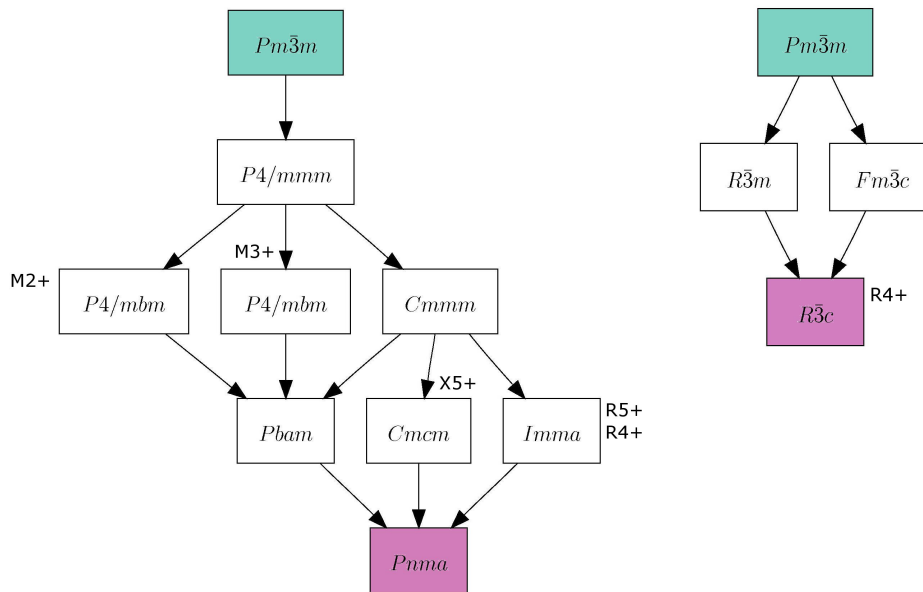 Pm3̄m
P4/mmm
M3+
M2+
P4/mbm
P4/mbm
Cmmm
X5+
Pbam
Cmcm
Imma
R5+
R4+
Pnma
Pm3̄m
R3̄m
Fm3̄c
R3̄c
R4+